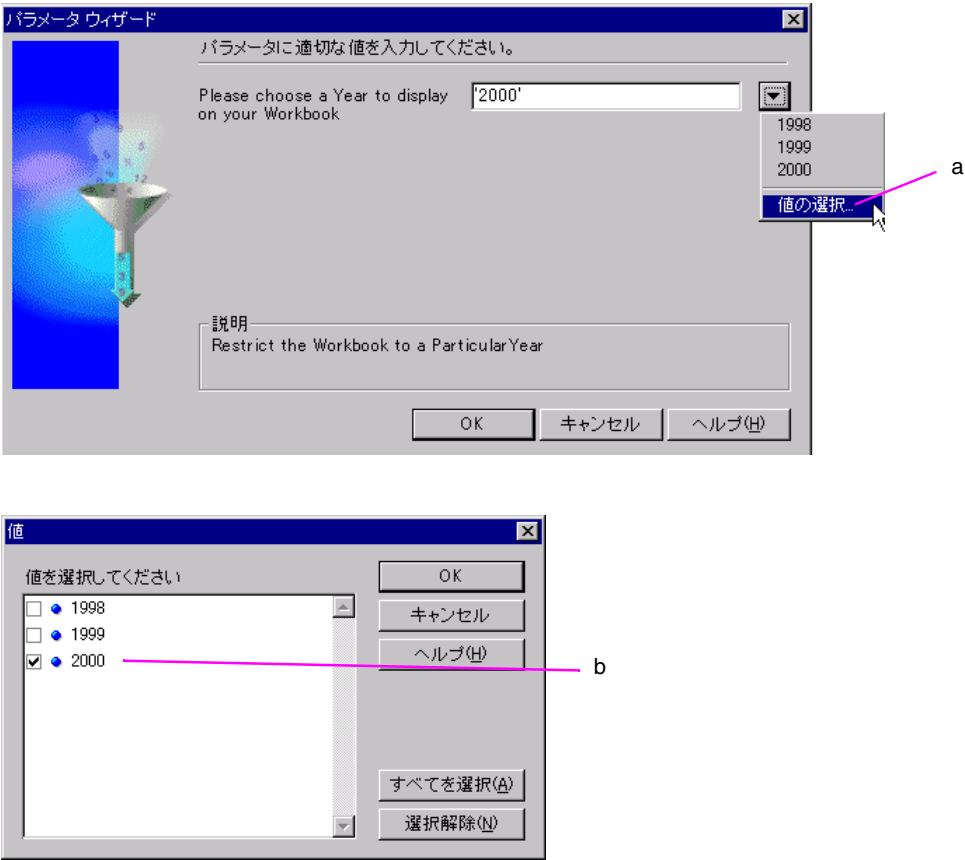 パラメータ ウィザード
パラメータに適切な値を入力してください。
Please choose a Year to display
on your Workbook
'2000'
1998
1999
2000
値の選択...
a
説明
Restrict the Workbook to a Particular Year
OK
キャンセル
ヘルプ(H)
値
値を選択してください
1998
1999
2000
OK
キャンセル
ヘルプ(H)
b
すべてを選択(A)
選択解除(N)